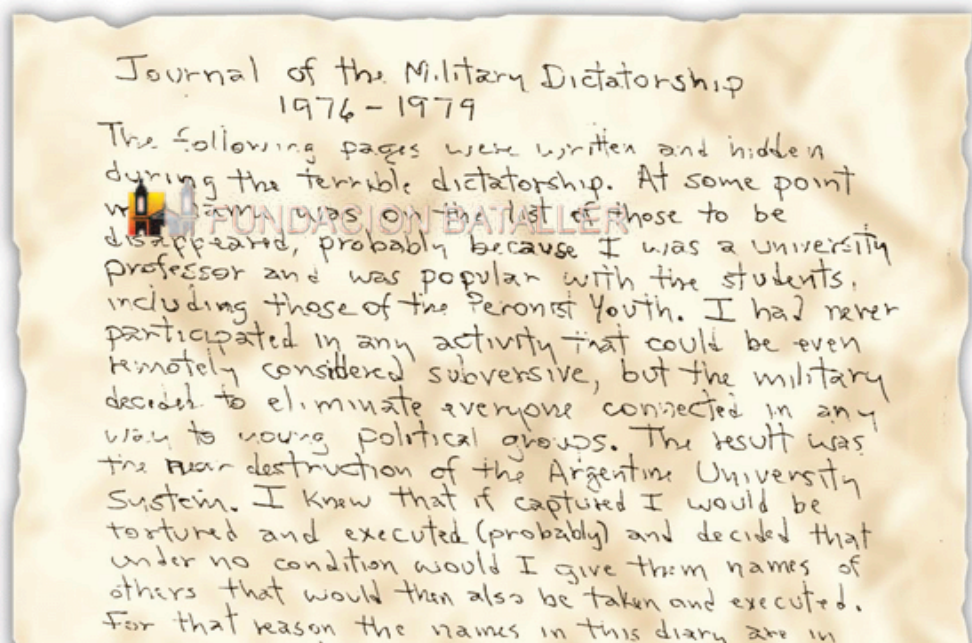 Journal of the Military Dictatorship
1976 - 1979
The following pages were written and hidden
during the terrible dictatorship. At some point
my name was on the list of those to be
FUNDACION BATALLER
disappeared, probably because I was a university
professor and was popular with the students,
including those of the Peronist Youth. I had never
participated in any activity that could be even
remotely considered subversive, but the military
decided to eliminate everyone connected in any
way to young political groups. The result was
the near destruction of the Argentine University
System. I knew that if captured I would be
tortured and executed (probably) and decided that
under no condition would I give them names of
others that would then also be taken and executed.
For that reason the names in this diary are in